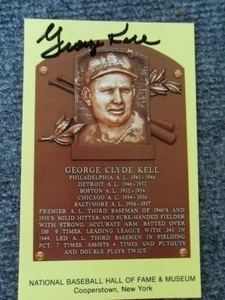 George Kell
GEORGE CLYDE KELL
PHILADELPHIA A.L. 1943-1946
DETROIT A.L. 1946-1952
BOSTON A.L. 1952-1954
CHICAGO A.L. 1954-1956
BALTIMORE A.L. 1956-1957
PREMIER A.L. THIRD BASEMAN OF 1940'S AND
1950'S. SOLID HITTER AND SURE-HANDED FIELDER
WITH STRONG, ACCURATE ARM. BATTED OVER
.300 9 TIMES, LEADING LEAGUE WITH .343 IN
1949. LED A.L. THIRD BASEMEN IN FIELDING
PCT. 7 TIMES, ASSISTS 4 TIMES AND PUTOUTS
AND DOUBLE PLAYS TWICE.
NATIONAL BASEBALL HALL OF FAME & MUSEUM
Cooperstown, New York